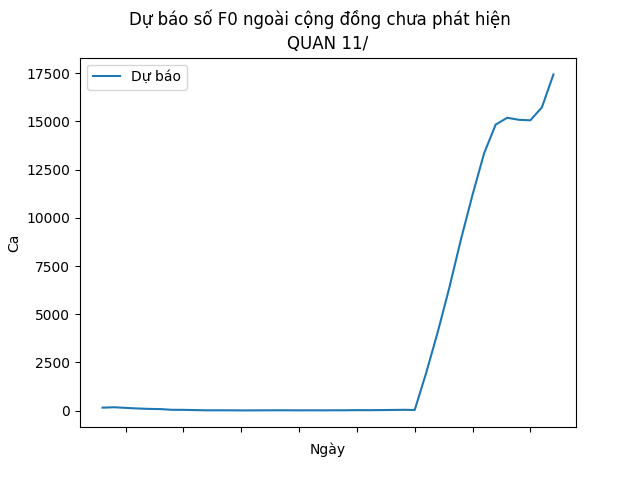 Dự báo số F0 ngoài cộng đồng chưa phát hiện
QUAN 11/
Dự báo
17500
15000
12500
10000
7500
5000
2500
0
Ca
Ngày